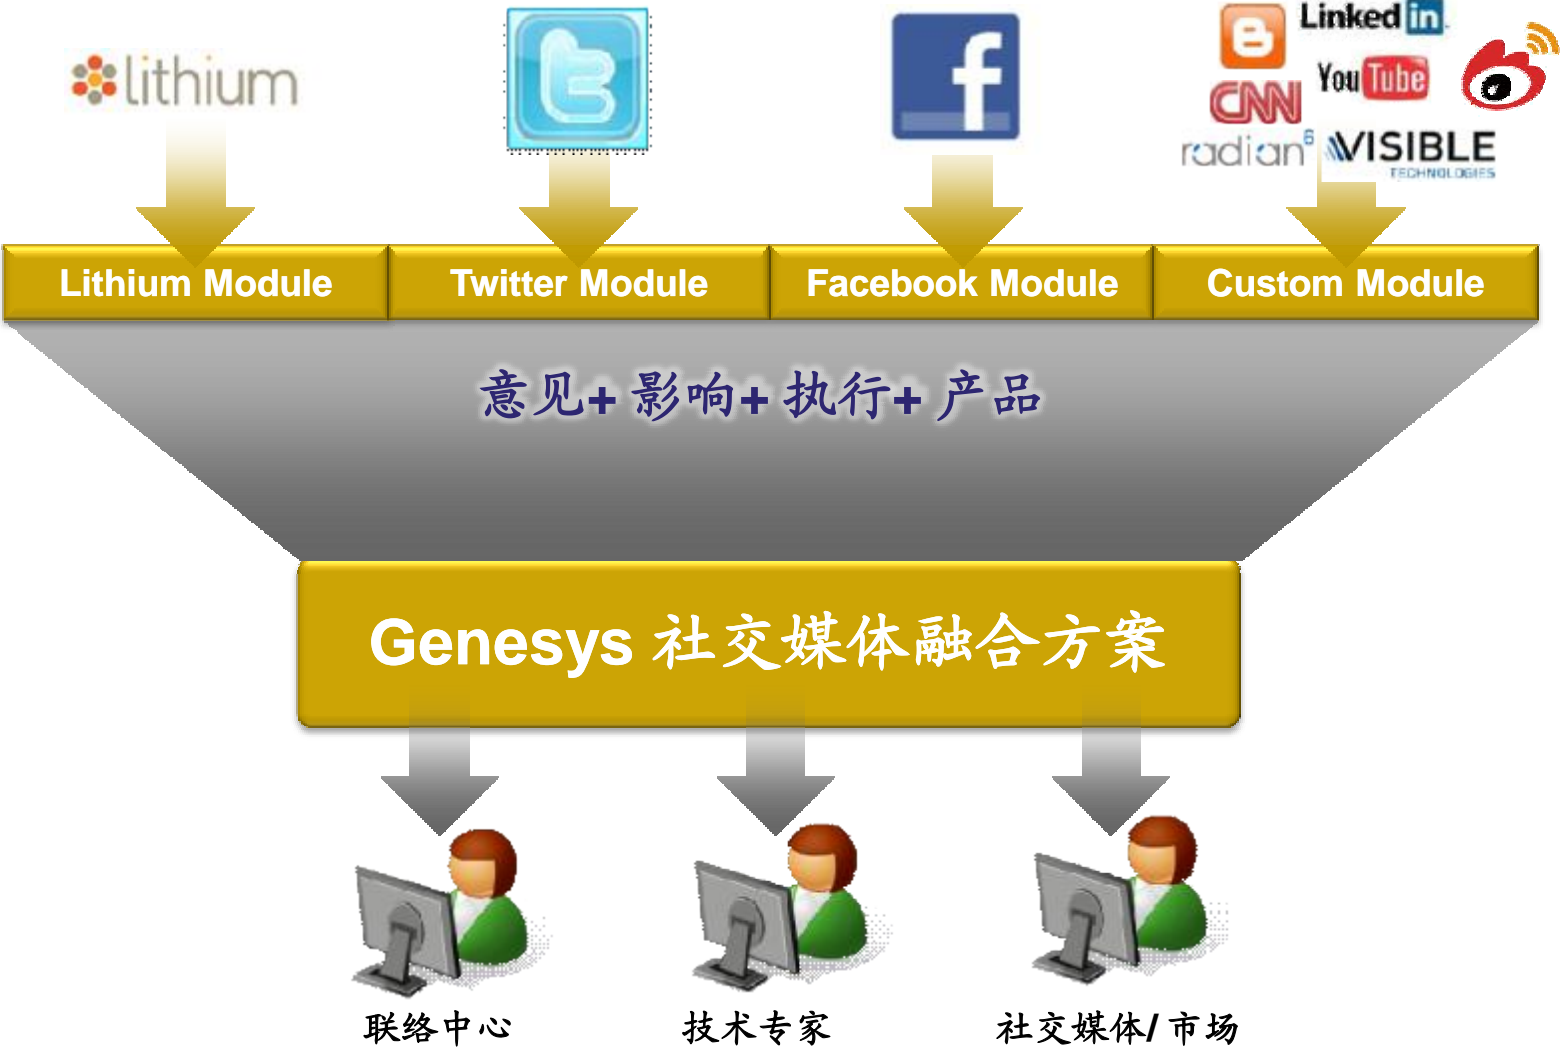 Linked in
lithium
You Tube
CNN
radian6
VISIBLE
TECHNOLOGIES
Lithium Module
Twitter Module
Facebook Module
Custom Module
意见+ 影响+ 执行+ 产品
Genesys 社交媒体融合方案
联络中心
技术专家
社交媒体/ 市场